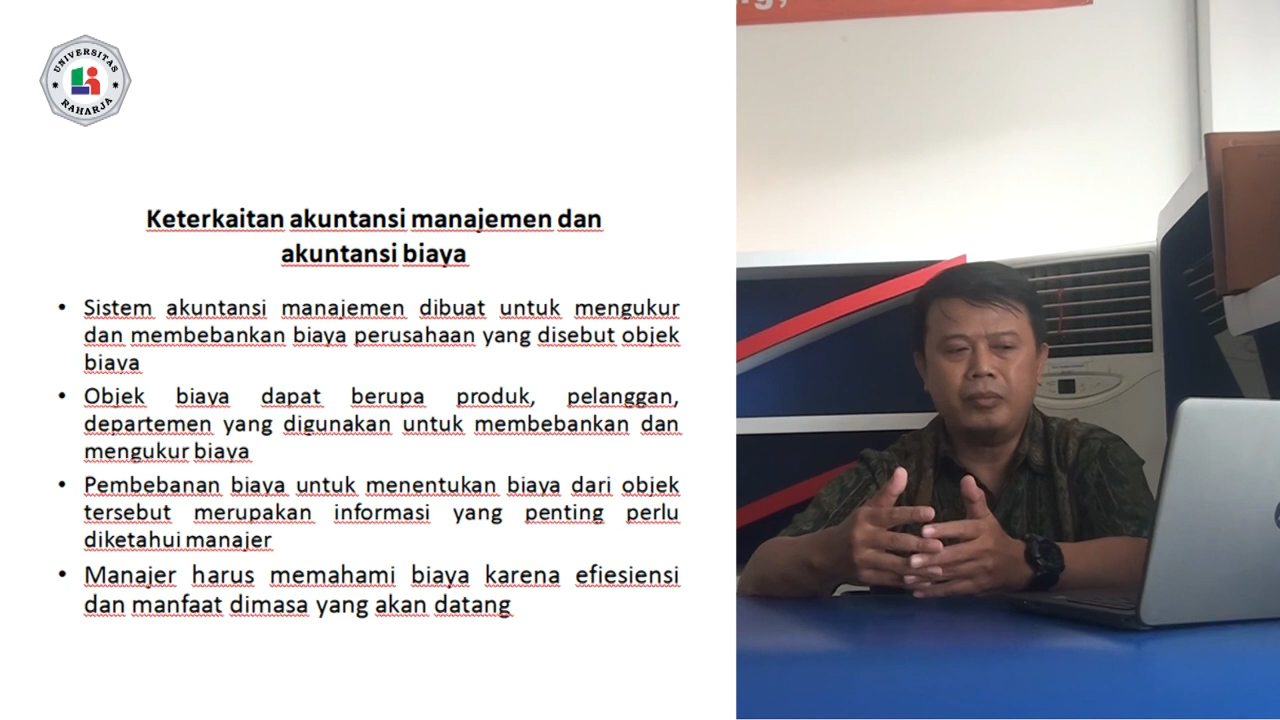 UNIVERSITAS
RAHARJA
Keterkaitan akuntansi manajemen dan
akuntansi biaya
• Sistem akuntansi manajemen dibuat untuk mengukur
dan membebankan biaya perusahaan yang disebut objek
biaya
• Objek biaya dapat berupa produk, pelanggan,
departemen yang digunakan untuk membebankan dan
mengukur biaya
• Pembebanan biaya untuk menentukan biaya dari objek
tersebut merupakan informasi yang penting perlu
diketahui manajer
• Manajer harus memahami biaya karena efiesiensi
dan manfaat dimasa yang akan datang